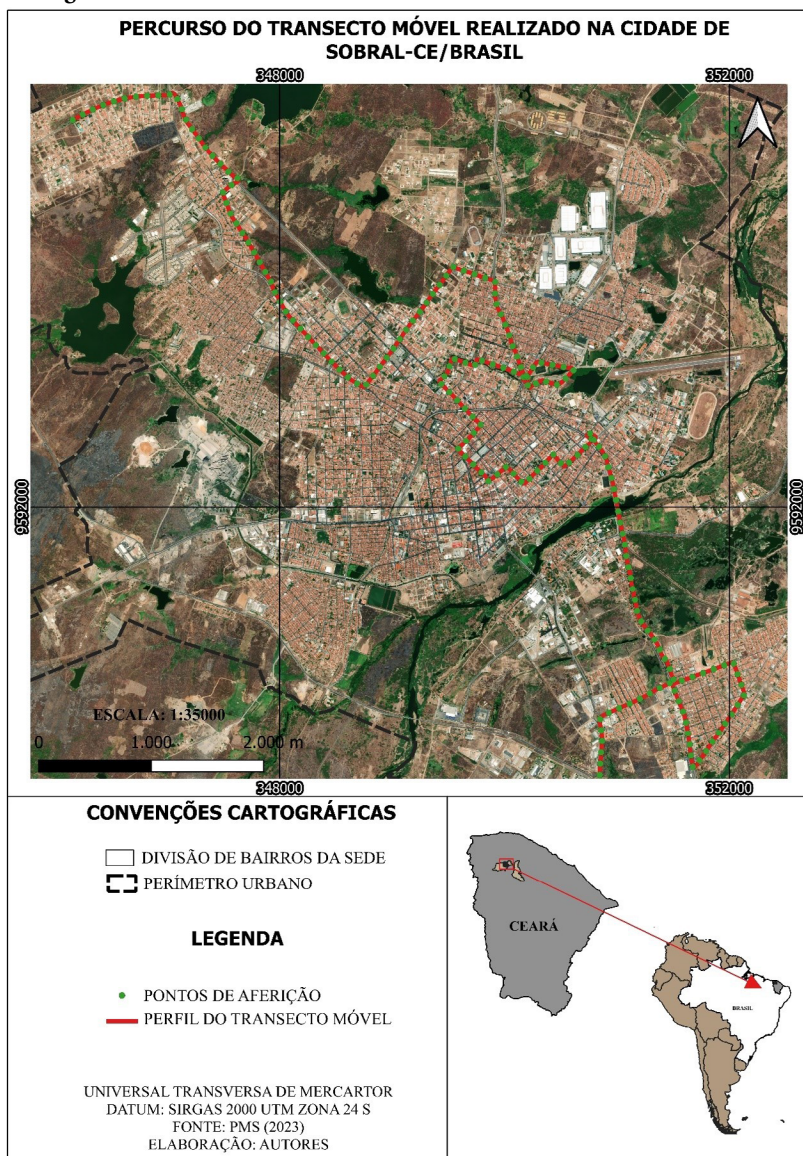 PERCURSO DO TRANSECTO MÓVEL REALIZADO NA CIDADE DE
SOBRAL-CE/BRASIL
348000
352000
9592000
9592000
ESCALA: 1:35000
0 1.000 2.000 m
348000
352000
CONVENÇÕES CARTOGRÁFICAS
DIVISÃO DE BAIRROS DA SEDE
PERÍMETRO URBANO
LEGENDA
PONTOS DE AFERIÇÃO
PERFIL DO TRANSECTO MÓVEL
UNIVERSAL TRANSVERSA DE MERCARTOR
DATUM: SIRGAS 2000 UTM ZONA 24 S
FONTE: PMS (2023)
ELABORAÇÃO: AUTORES
CEARÁ
BRASIL